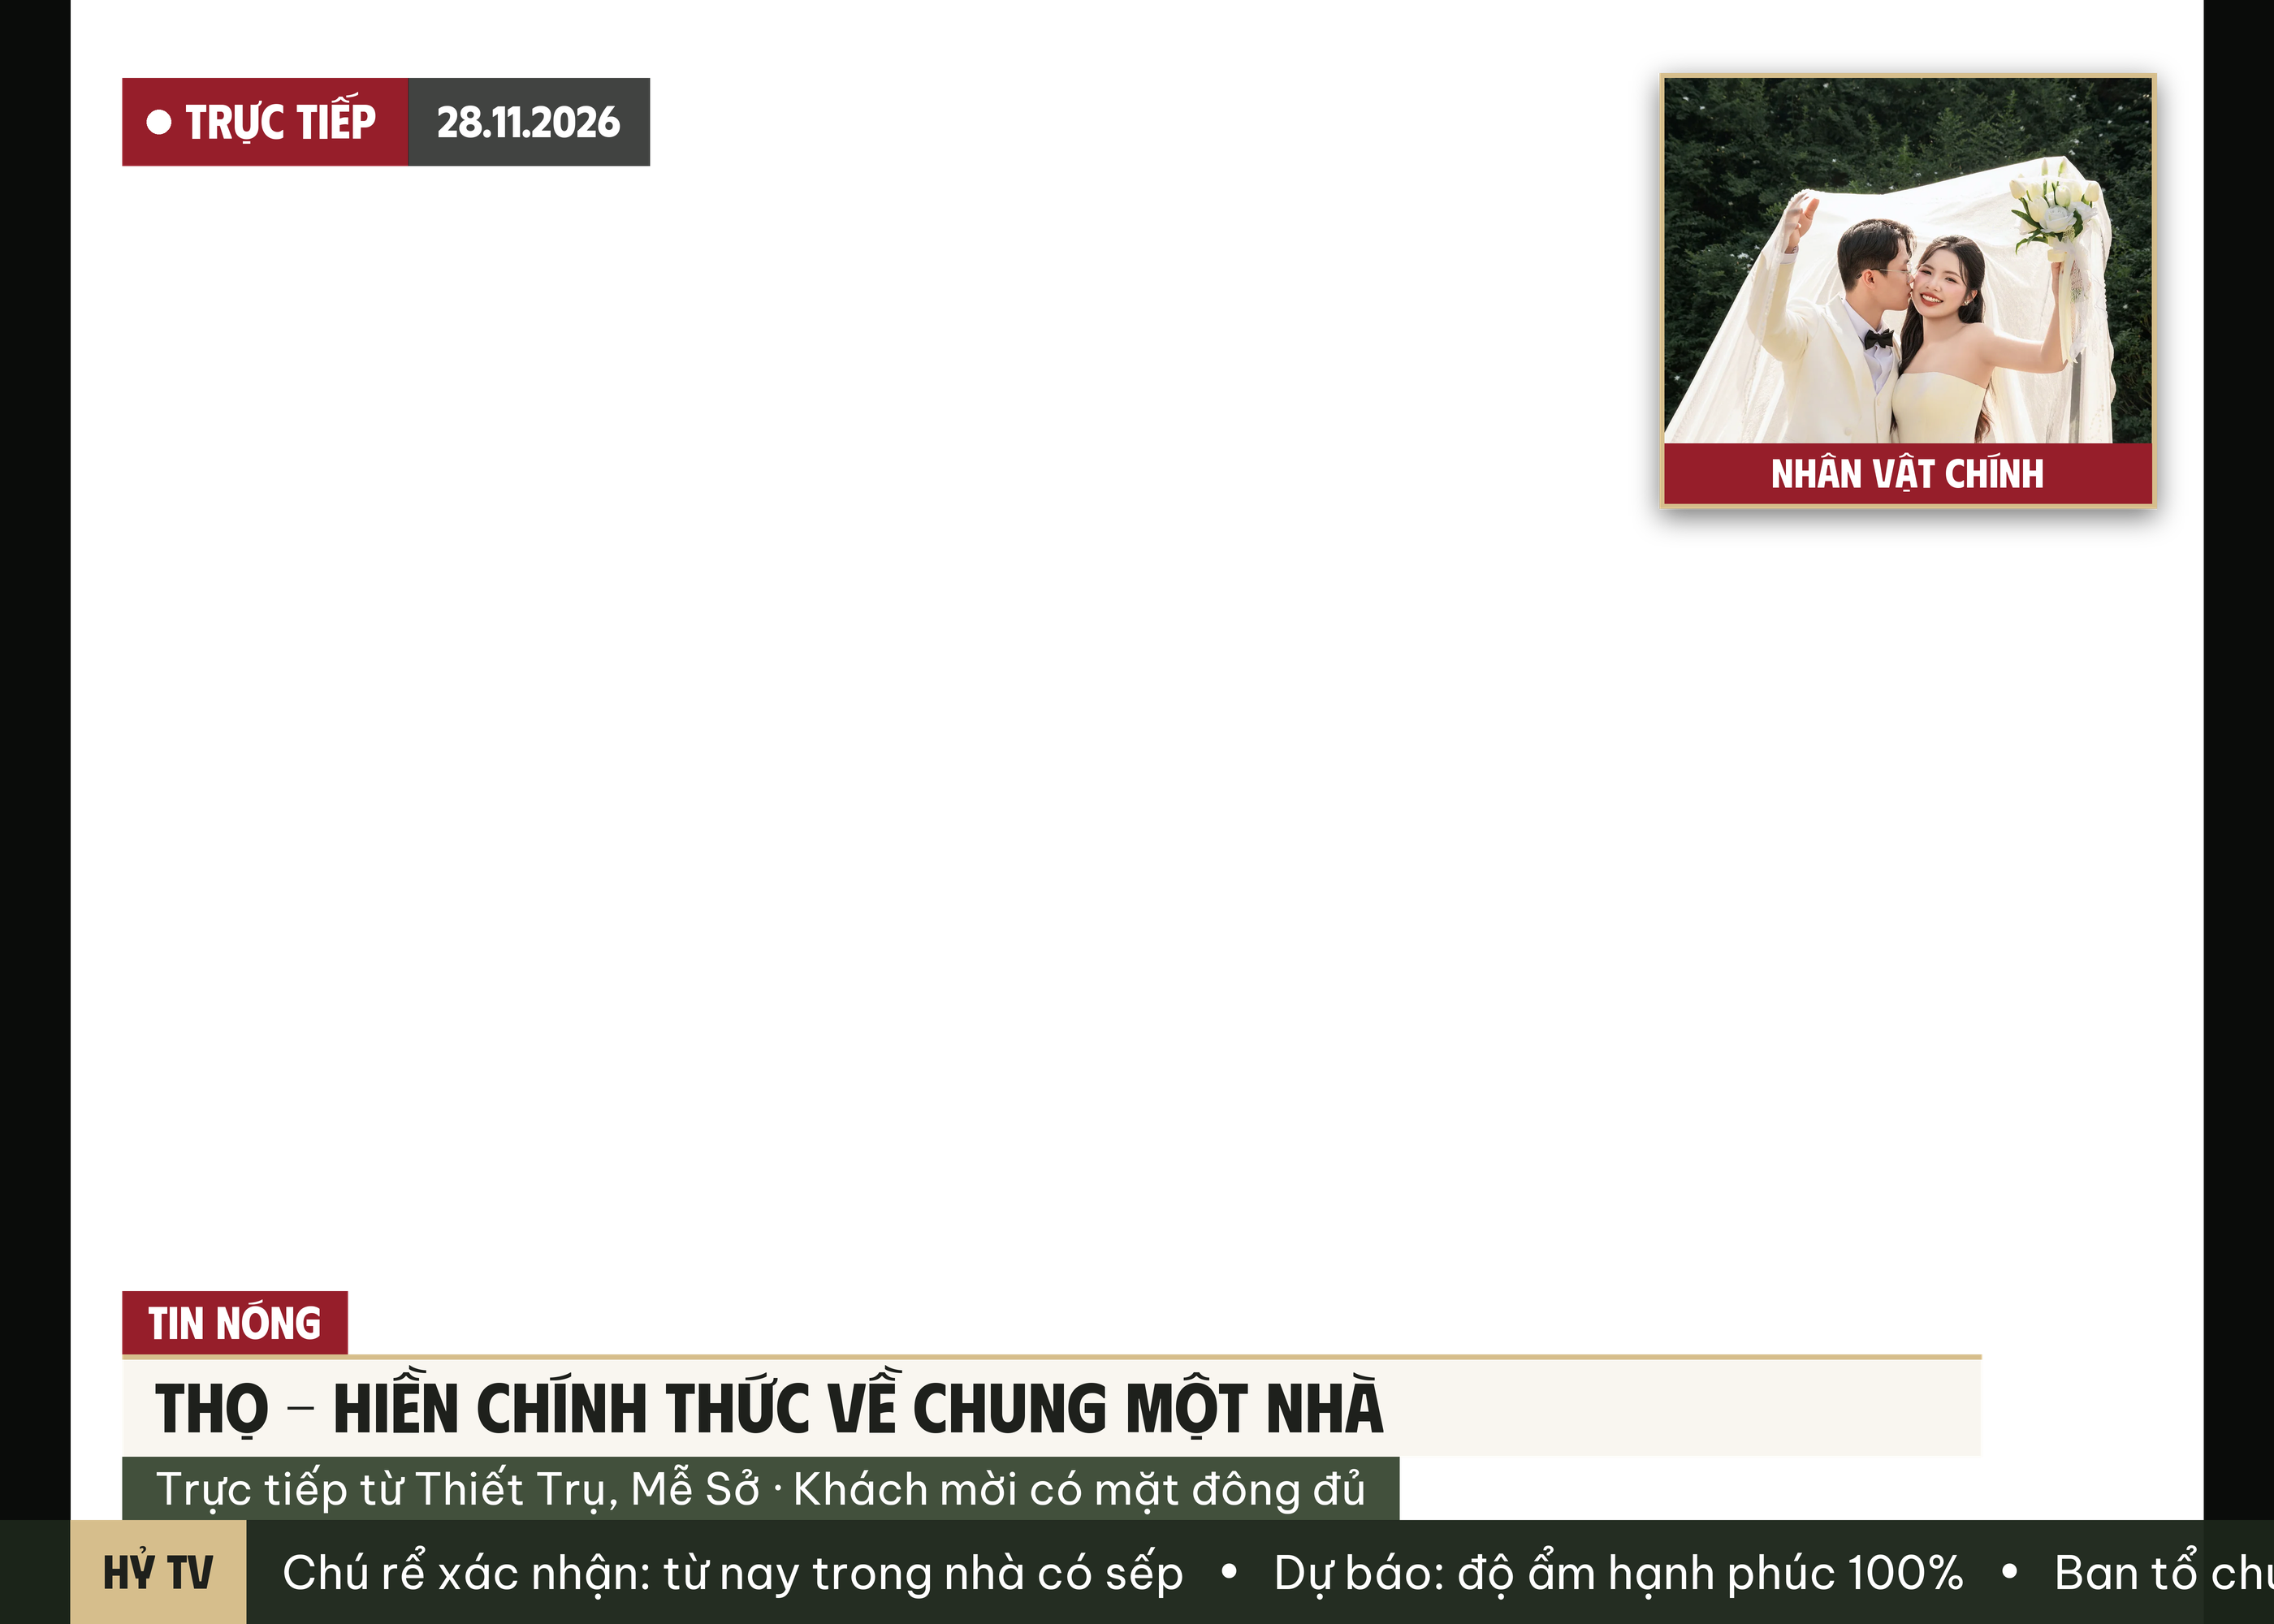 TRỰC TIẾP 28.11.2026
NHÂN VẬT CHÍNH
TIN NÓNG
THỌ – HIỀN CHÍNH THỨC VỀ CHUNG MỘT NHÀ
Trực tiếp từ Thiết Trụ, Mễ Sở · Khách mời có mặt đông đủ
HỶ TV Chú rể xác nhận: từ nay trong nhà có sếp • Dự báo: độ ẩm hạnh phúc 100% • Ban tổ